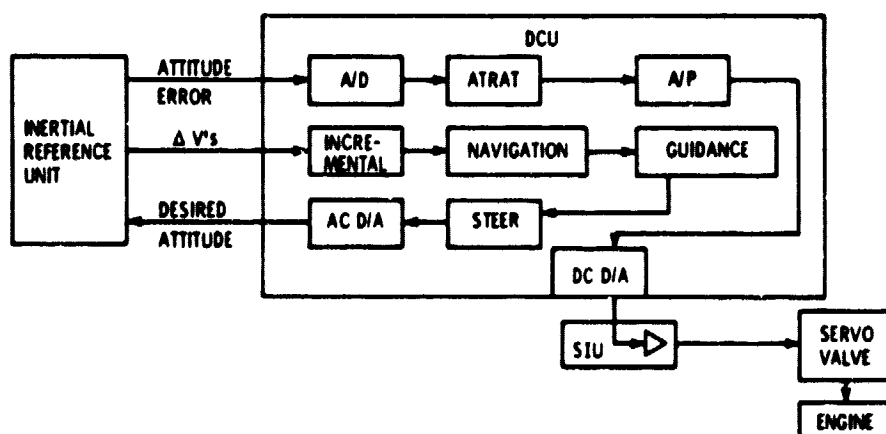 DCU
ATTITUDE
ERROR
A/D
ATRAT
A/P
INERTIAL
REFERENCE
UNIT
Δ V's
INCRE-
MENTAL
NAVIGATION
GUIDANCE
DESIRED
ATTITUDE
AC D/A
STEER
DC D/A
SIU
SERVO
VALVE
ENGINE